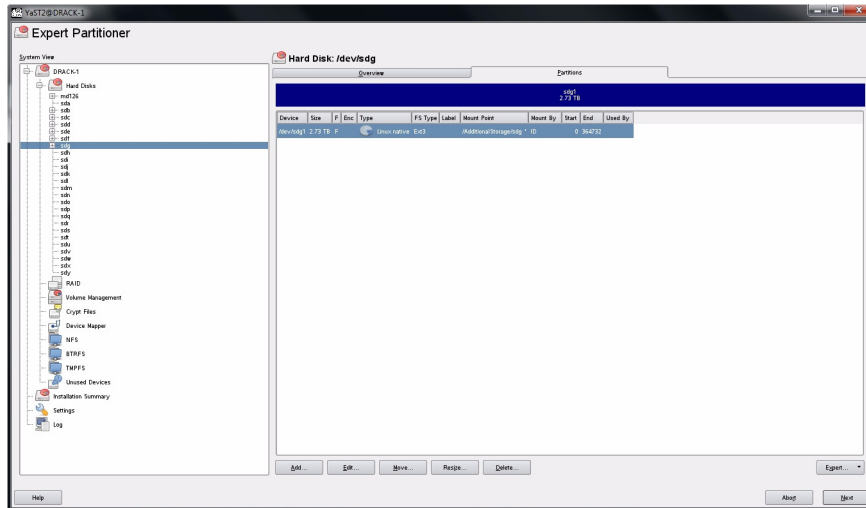 YaST2@DRACK-1
Expert Partitioner
System View
DRACK-1
Hard Disks
md126
sda
sdb
sdc
sdd
sde
sdf
sdg
sdh
sdi
sdj
sdk
sdl
sdm
sdn
sdo
sdp
sdq
sdr
sds
sdt
sdu
sdv
sdw
sdx
sdy
RAID
Volume Management
Crypt Files
Device Mapper
NFS
BTRFS
TMPFS
Unused Devices
Installation Summary
Settings
Log
Hard Disk: /dev/sdg
Overview Partitions
sdg1
2.73 TB
Device Size F Enc Type FS Type Label Mount Point Mount By Start End Used By
/dev/sdg1 2.73 TB F Linux native Ext3 /AdditionalStorage/sdg * ID 0 364732
Add... Edit... Move... Resize... Delete... Expert...
Help Abort Next